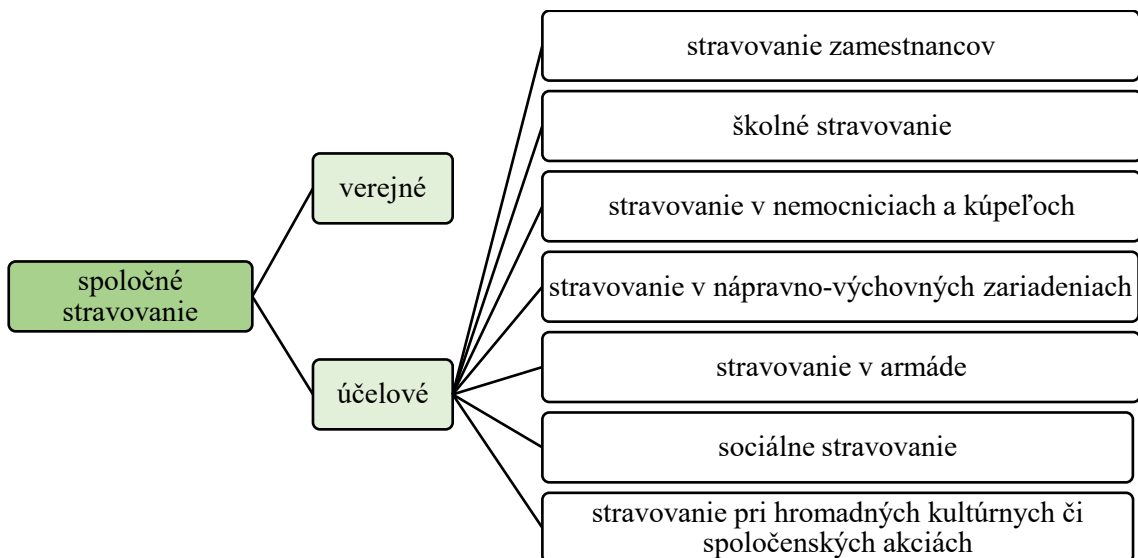 spoločné
stravovanie
verejné
účelové
stravovanie zamestnancov
školné stravovanie
stravovanie v nemocniciach a kúpeľoch
stravovanie v nápravno-výchovných zariadeniach
stravovanie v armáde
sociálne stravovanie
stravovanie pri hromadných kultúrnych či
spoločenských akciách